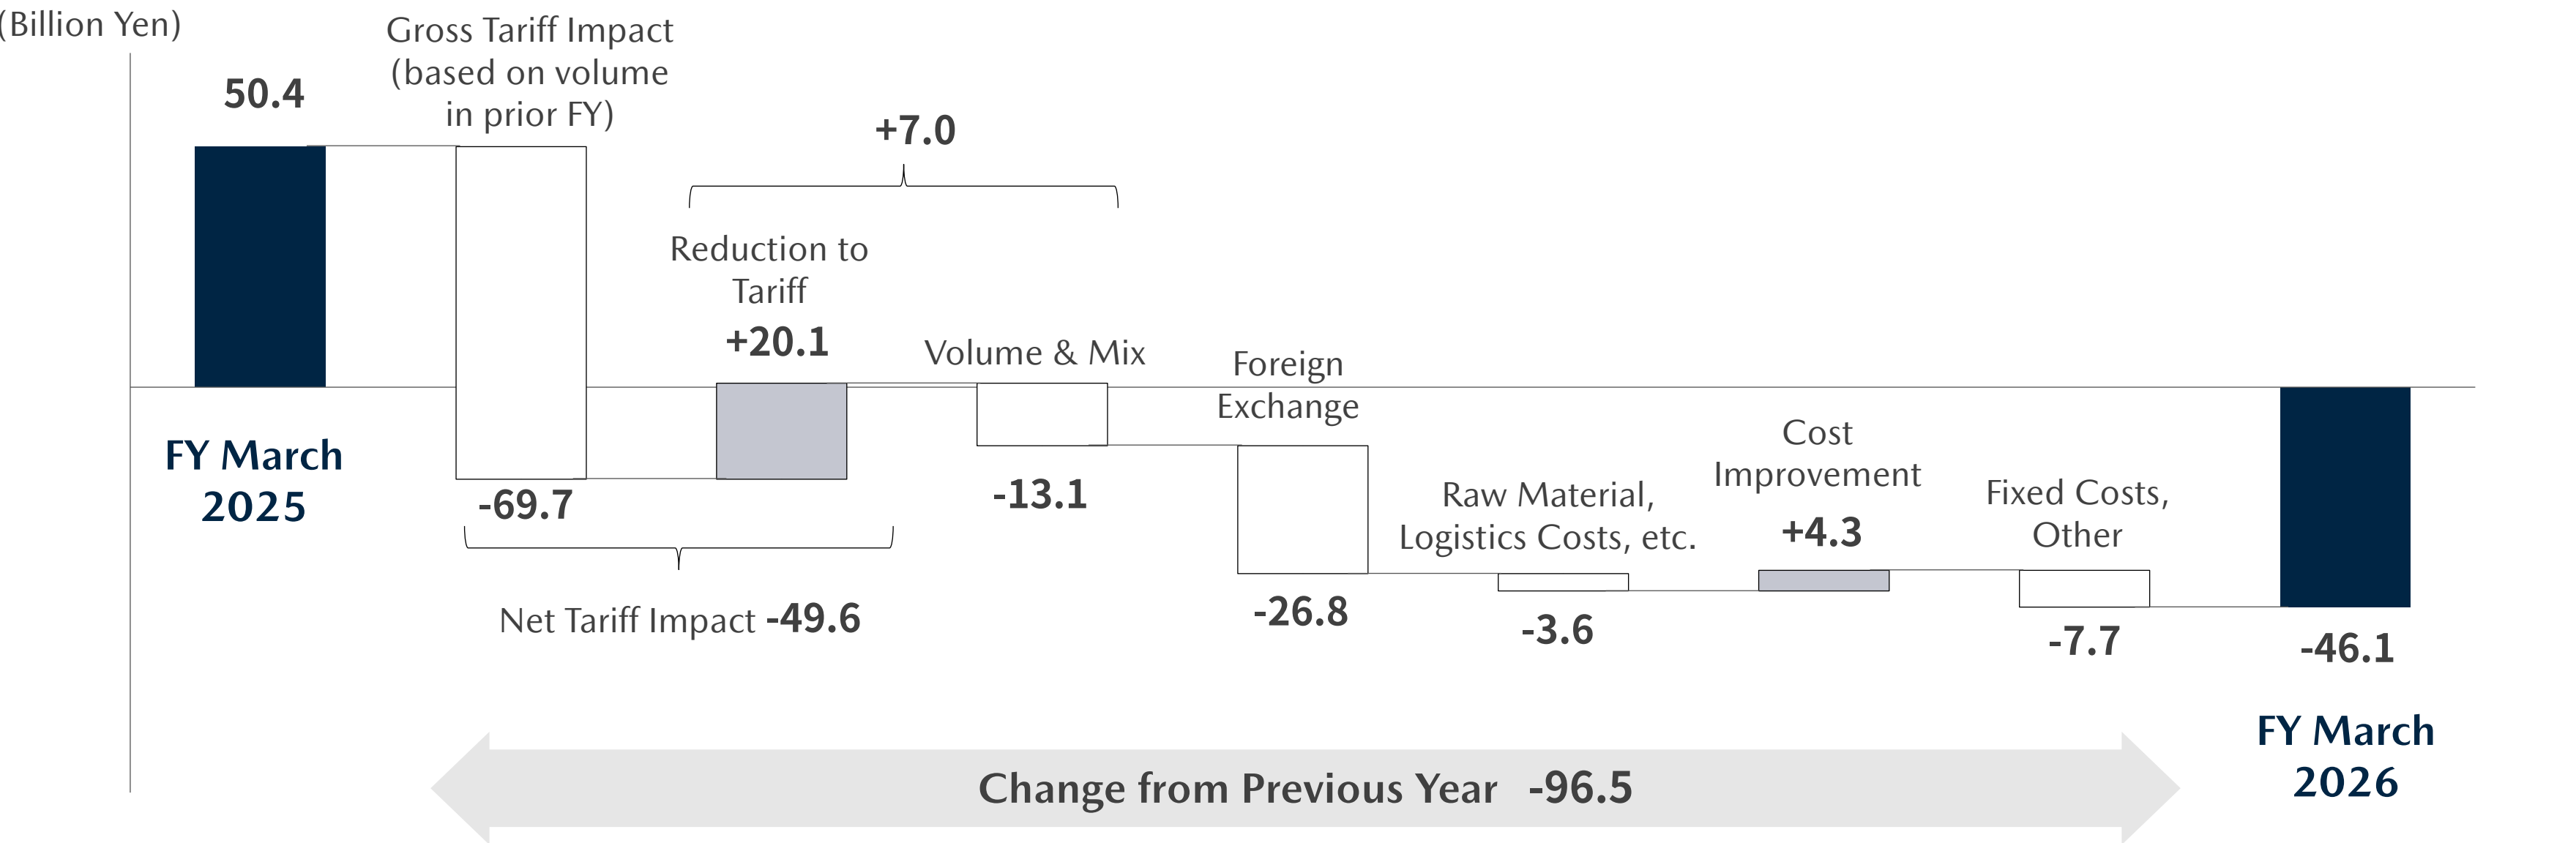 (Billion Yen)
50.4
FY March
2025
Gross Tariff Impact
(based on volume
in prior FY)
-69.7
+7.0
Reduction to
Tariff
+20.1
Net Tariff Impact -49.6
Volume & Mix
-13.1
Foreign
Exchange
-26.8
Raw Material,
Logistics Costs, etc.
-3.6
Cost
Improvement
+4.3
Fixed Costs,
Other
-7.7
-46.1
FY March
2026
Change from Previous Year -96.5